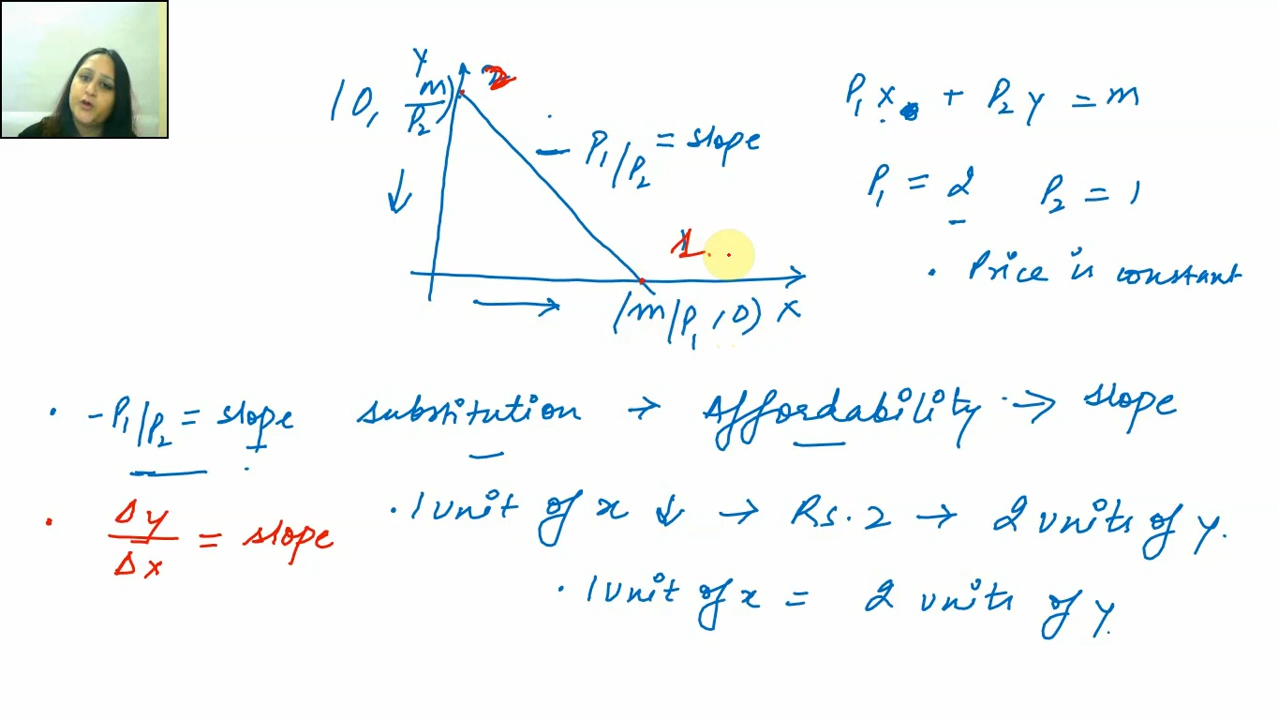 y 2
(0, m/P₂)
- P₁/P₂ = slope
1
(m/P₁, 0) x
P₁x + P₂y = m
P₁ = 2 P₂ = 1
• Price is constant
• -P₁/P₂ = slope substitution → Affordability → slope
• Δy/Δx = slope
• 1 unit of x ↓ → Rs. 2 → 2 units of y.
• 1 unit of x = 2 units of y.